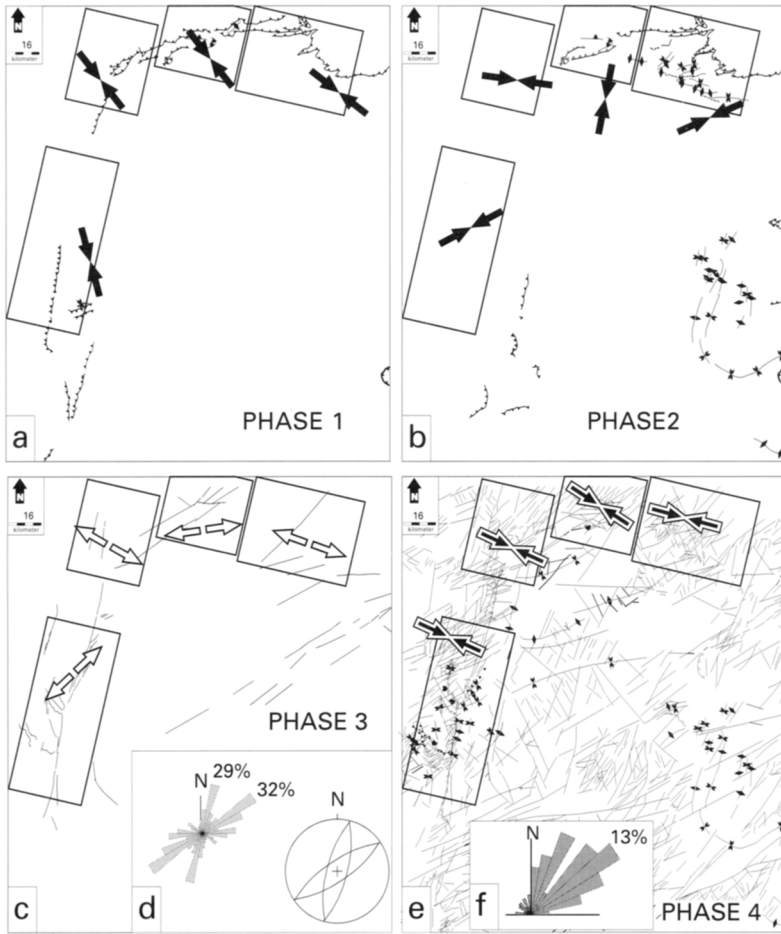 N
16
kilometer
PHASE 1
a
N
16
kilometer
PHASE2
b
N
16
kilometer
PHASE 3
c
N
29%
32%
N
d
N
16
kilometer
e
N
13%
f
PHASE 4